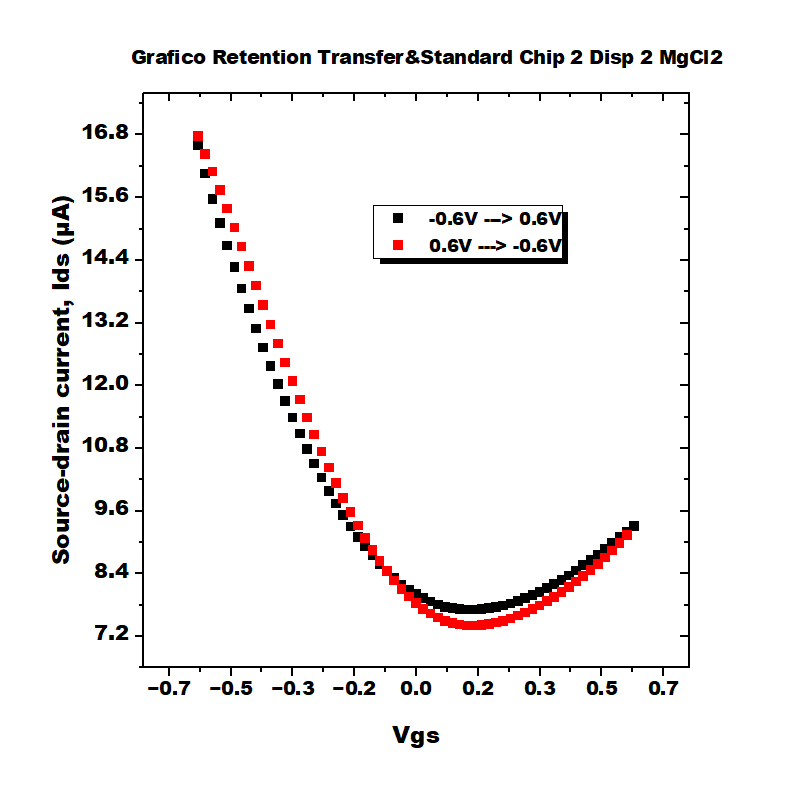 Grafico Retention Transfer&Standard Chip 2 Disp 2 MgCl2
16.8
15.6
14.4
13.2
12.0
10.8
9.6
8.4
7.2
Source-drain current, Ids (µA)
-0.6V ---> 0.6V
0.6V ---> -0.6V
−0.7 −0.5 −0.3 −0.2 0.0 0.2 0.3 0.5 0.7
Vgs